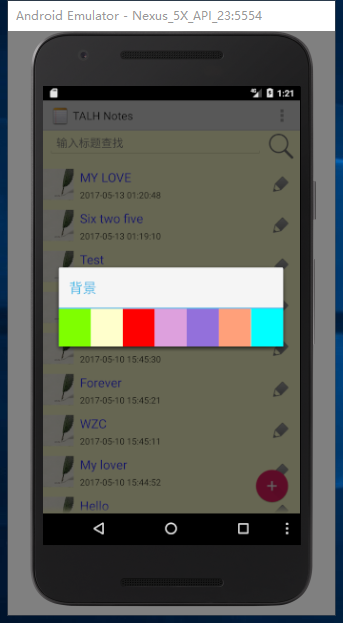 Android Emulator - Nexus_5X_API_23:5554
4G 1:21
TALH Notes
输入标题查找
MY LOVE
2017-05-13 01:20:48
Six two five
2017-05-13 01:19:10
Test
背景
2017-05-10 15:45:30
Forever
2017-05-10 15:45:21
WZC
2017-05-10 15:45:11
My lover
2017-05-10 15:44:52
Hello